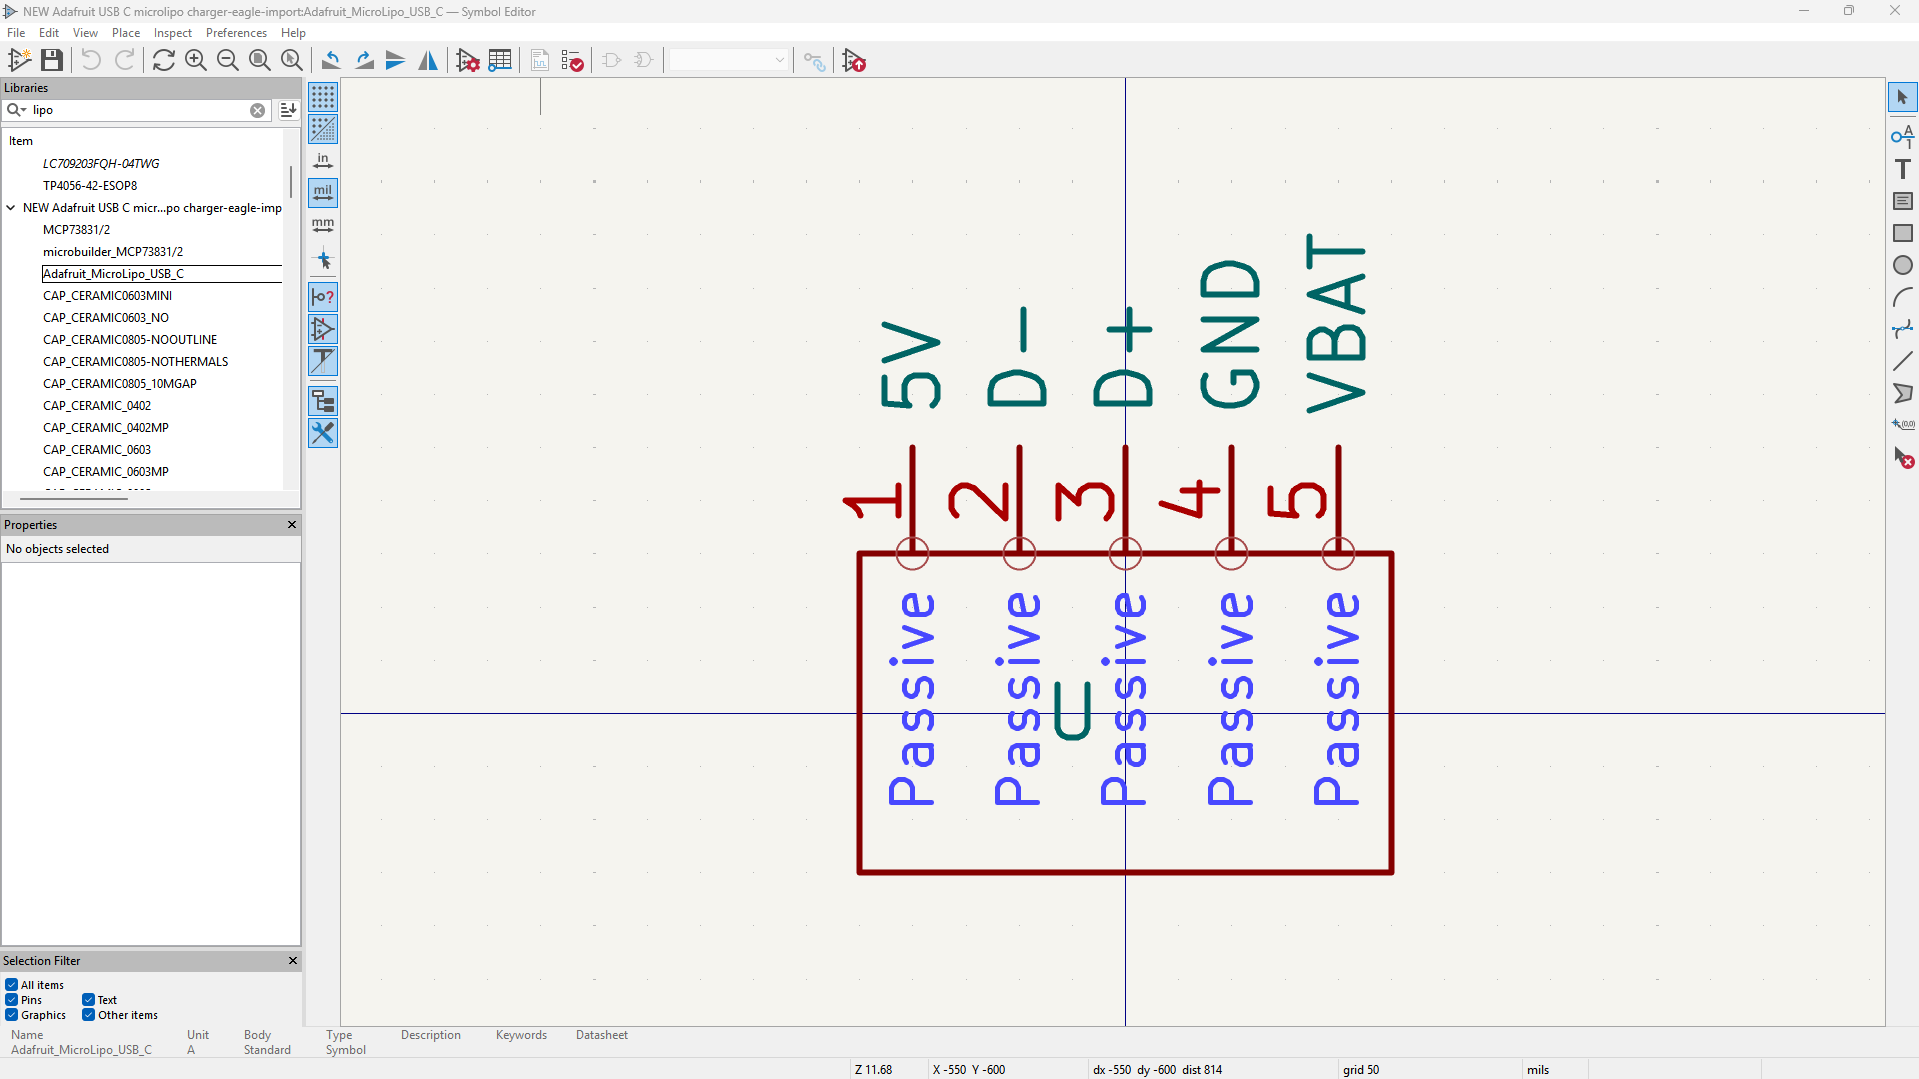 NEW Adafruit USB C microlipo charger-eagle-import:Adafruit_MicroLipo_USB_C — Symbol Editor
File Edit View Place Inspect Preferences Help
Libraries
lipo
Item
LC709203FQH-04TWG
TP4056-42-ESOP8
NEW Adafruit USB C micr...po charger-eagle-imp
MCP73831/2
microbuilder_MCP73831/2
Adafruit_MicroLipo_USB_C
CAP_CERAMIC0603MINI
CAP_CERAMIC0603_NO
CAP_CERAMIC0805-NOOUTLINE
CAP_CERAMIC0805-NOTHERMALS
CAP_CERAMIC0805_10MGAP
CAP_CERAMIC_0402
CAP_CERAMIC_0402MP
CAP_CERAMIC_0603
CAP_CERAMIC_0603MP
in
mil
mm
5V D- D+ GND VBAT
1 2 3 4 5
Passive Passive Passive Passive Passive
U
A
1
T
(0,0)
Properties
No objects selected
Selection Filter
All items
Pins Text
Graphics Other items
Name Unit Body Type Description Keywords Datasheet
Adafruit_MicroLipo_USB_C A Standard Symbol
Z 11.68 X -550 Y -600 dx -550 dy -600 dist 814 grid 50 mils